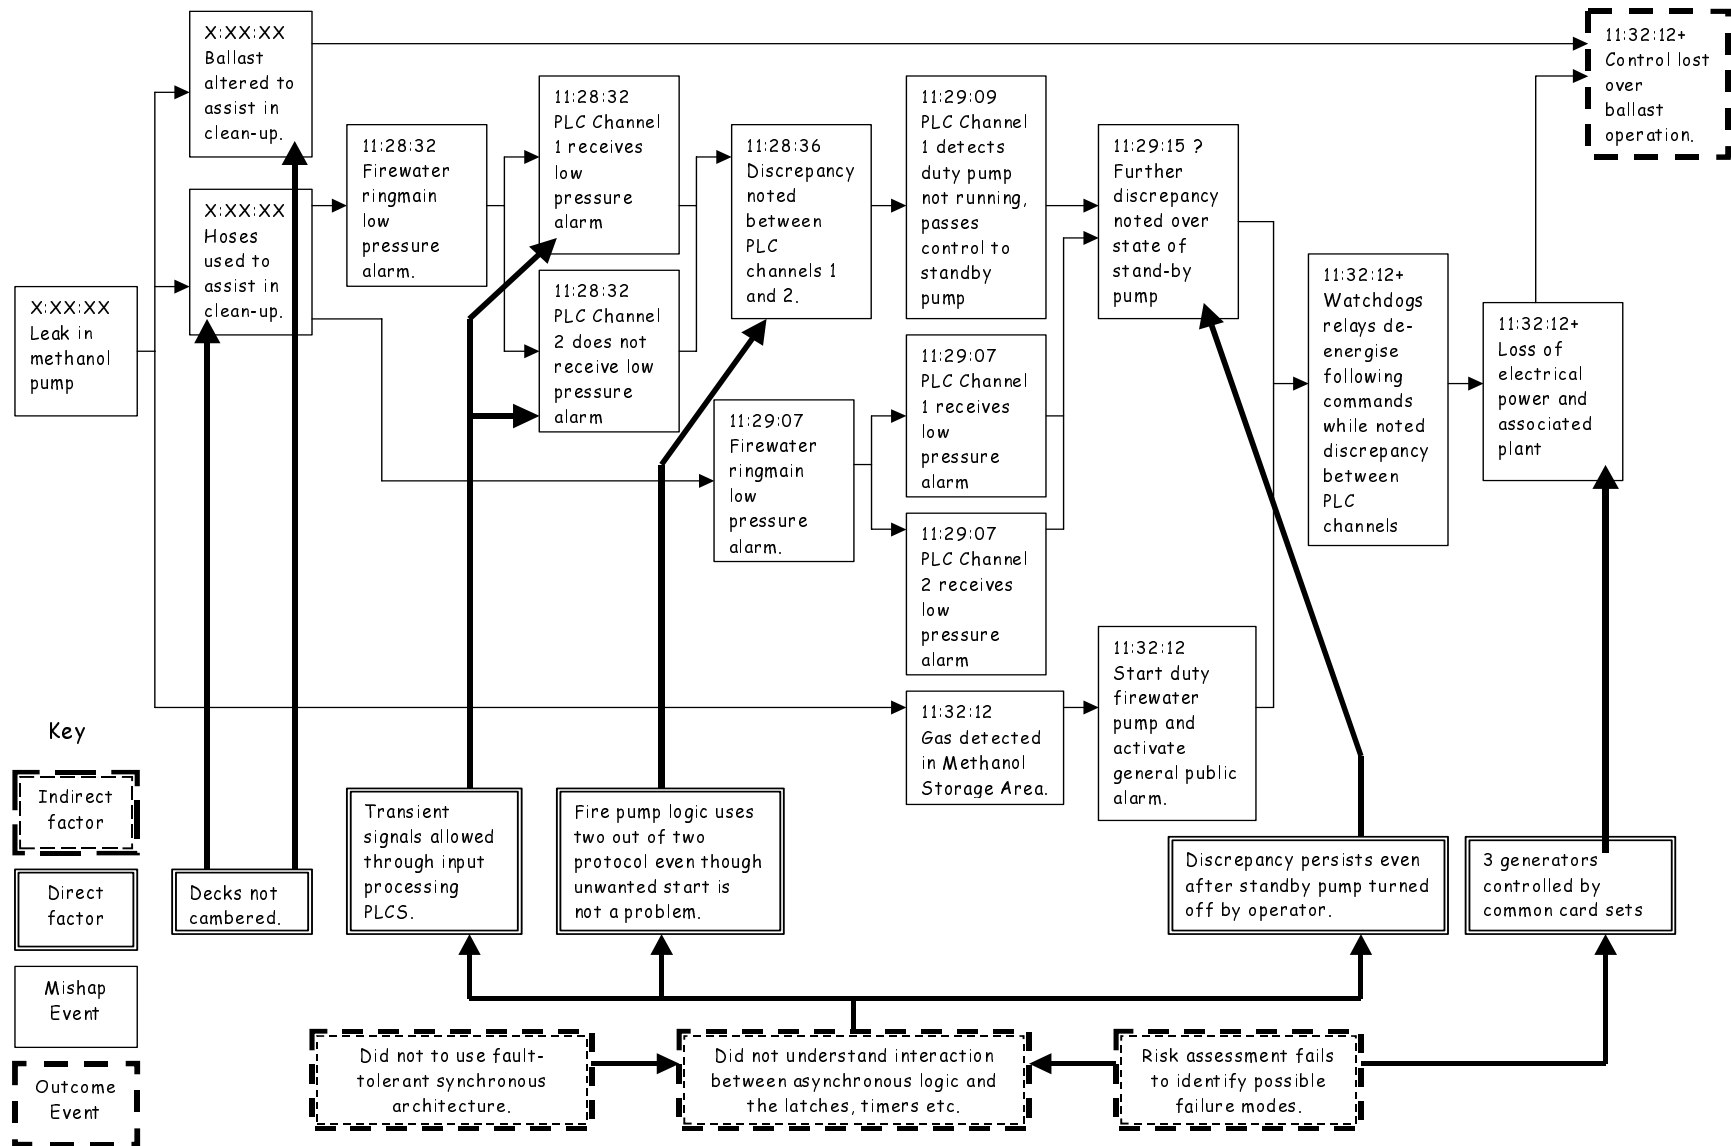 X:XX:XX
Ballast
altered to
assist in
clean-up.
11:32:12+
Control lost
over
ballast
operation.
11:28:32
PLC Channel
1 receives
low
pressure
alarm
11:29:09
PLC Channel
1 detects
duty pump
not running,
passes
control to
standby
pump
11:28:32
Firewater
ringmain
low
pressure
alarm.
11:28:36
Discrepancy
noted
between
PLC
channels 1
and 2.
11:29:15 ?
Further
discrepancy
noted over
state of
stand-by
pump
X:XX:XX
Hoses
used to
assist in
clean-up.
11:28:32
PLC Channel
2 does not
receive low
pressure
alarm
11:32:12+
Watchdogs
relays de-
energise
following
commands
while noted
discrepancy
between
PLC
channels
X:XX:XX
Leak in
methanol
pump
11:32:12+
Loss of
electrical
power and
associated
plant
11:29:07
PLC Channel
1 receives
low
pressure
alarm
11:29:07
Firewater
ringmain
low
pressure
alarm.
11:29:07
PLC Channel
2 receives
low
pressure
alarm
11:32:12
Start duty
firewater
pump and
activate
general public
alarm.
11:32:12
Gas detected
in Methanol
Storage Area.
Key
Indirect
factor
Direct
factor
Mishap
Event
Outcome
Event
Decks not
cambered.
Transient
signals allowed
through input
processing
PLCS.
Fire pump logic uses
two out of two
protocol even though
unwanted start is
not a problem.
Discrepancy persists even
after standby pump turned
off by operator.
3 generators
controlled by
common card sets
Did not to use fault-
tolerant synchronous
architecture.
Did not understand interaction
between asynchronous logic and
the latches, timers etc.
Risk assessment fails
to identify possible
failure modes.